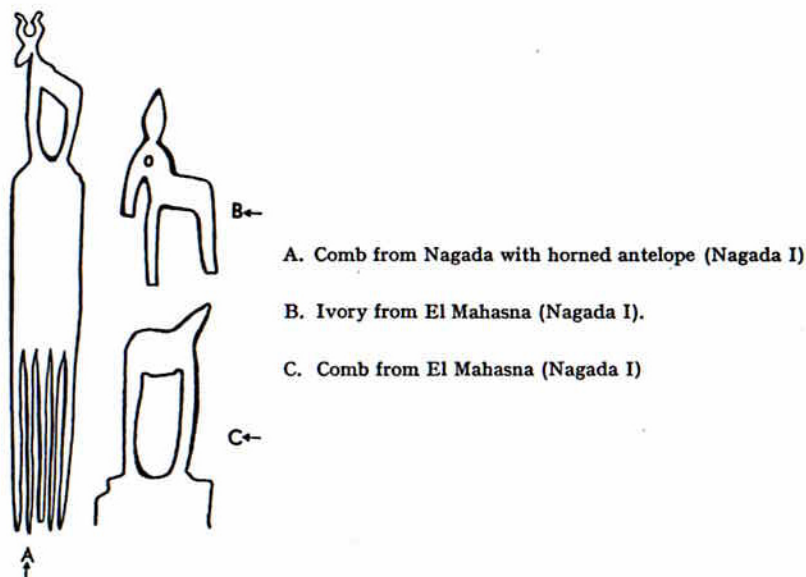 B←
A. Comb from Nagada with horned antelope (Nagada I)
B. Ivory from El Mahasna (Nagada I).
C. Comb from El Mahasna (Nagada I)
C←
A
↑